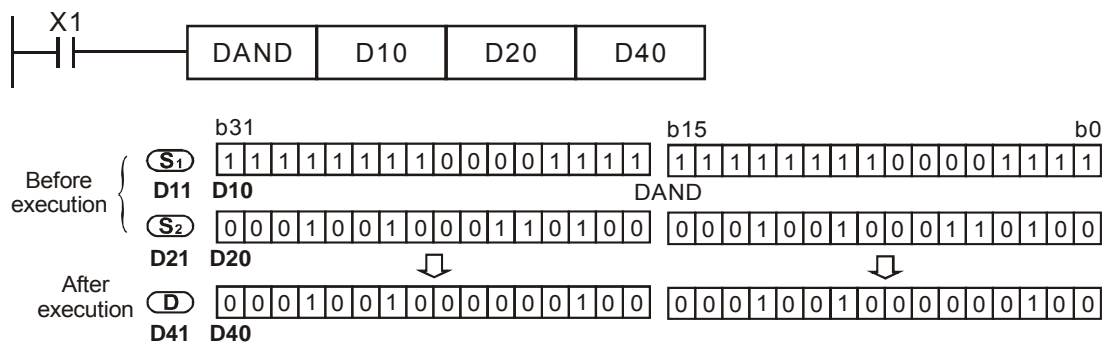 X1
DAND D10 D20 D40
b31 b15 b0
S1 1 1 1 1 1 1 1 1 0 0 0 0 1 1 1 1 1 1 1 1 1 1 1 1 0 0 0 0 1 1 1 1
Before
execution
D11 D10 DAND
S2 0 0 0 1 0 0 1 0 0 0 1 1 0 1 0 0 0 0 0 1 0 0 1 0 0 0 1 1 0 1 0 0
D21 D20
After
execution
D 0 0 0 1 0 0 1 0 0 0 0 0 0 1 0 0 0 0 0 1 0 0 1 0 0 0 0 0 0 1 0 0
D41 D40